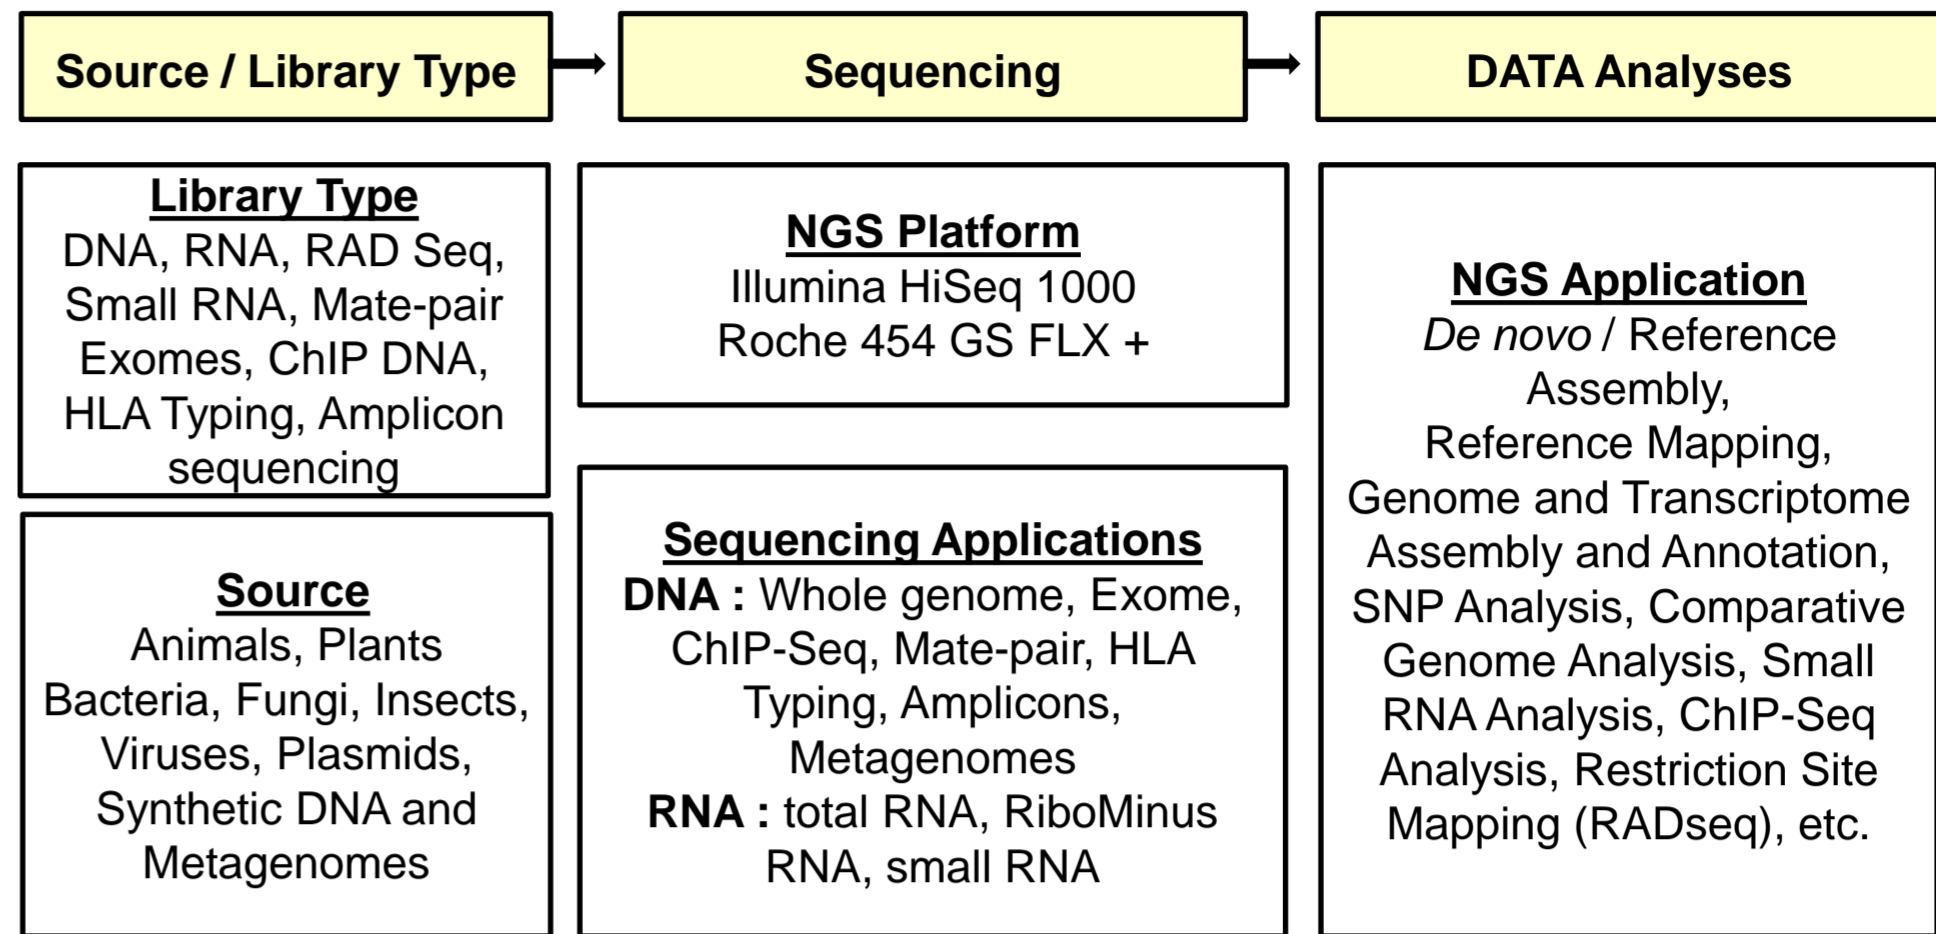 Source / Library Type
Sequencing
DATA Analyses
Library Type
DNA, RNA, RAD Seq,
Small RNA, Mate-pair
Exomes, ChIP DNA,
HLA Typing, Amplicon
sequencing
Source
Animals, Plants
Bacteria, Fungi, Insects,
Viruses, Plasmids,
Synthetic DNA and
Metagenomes
NGS Platform
Illumina HiSeq 1000
Roche 454 GS FLX +
Sequencing Applications
DNA : Whole genome, Exome,
ChIP-Seq, Mate-pair, HLA
Typing, Amplicons,
Metagenomes
RNA : total RNA, RiboMinus
RNA, small RNA
NGS Application
De novo / Reference
Assembly,
Reference Mapping,
Genome and Transcriptome
Assembly and Annotation,
SNP Analysis, Comparative
Genome Analysis, Small
RNA Analysis, ChIP-Seq
Analysis, Restriction Site
Mapping (RADseq), etc.